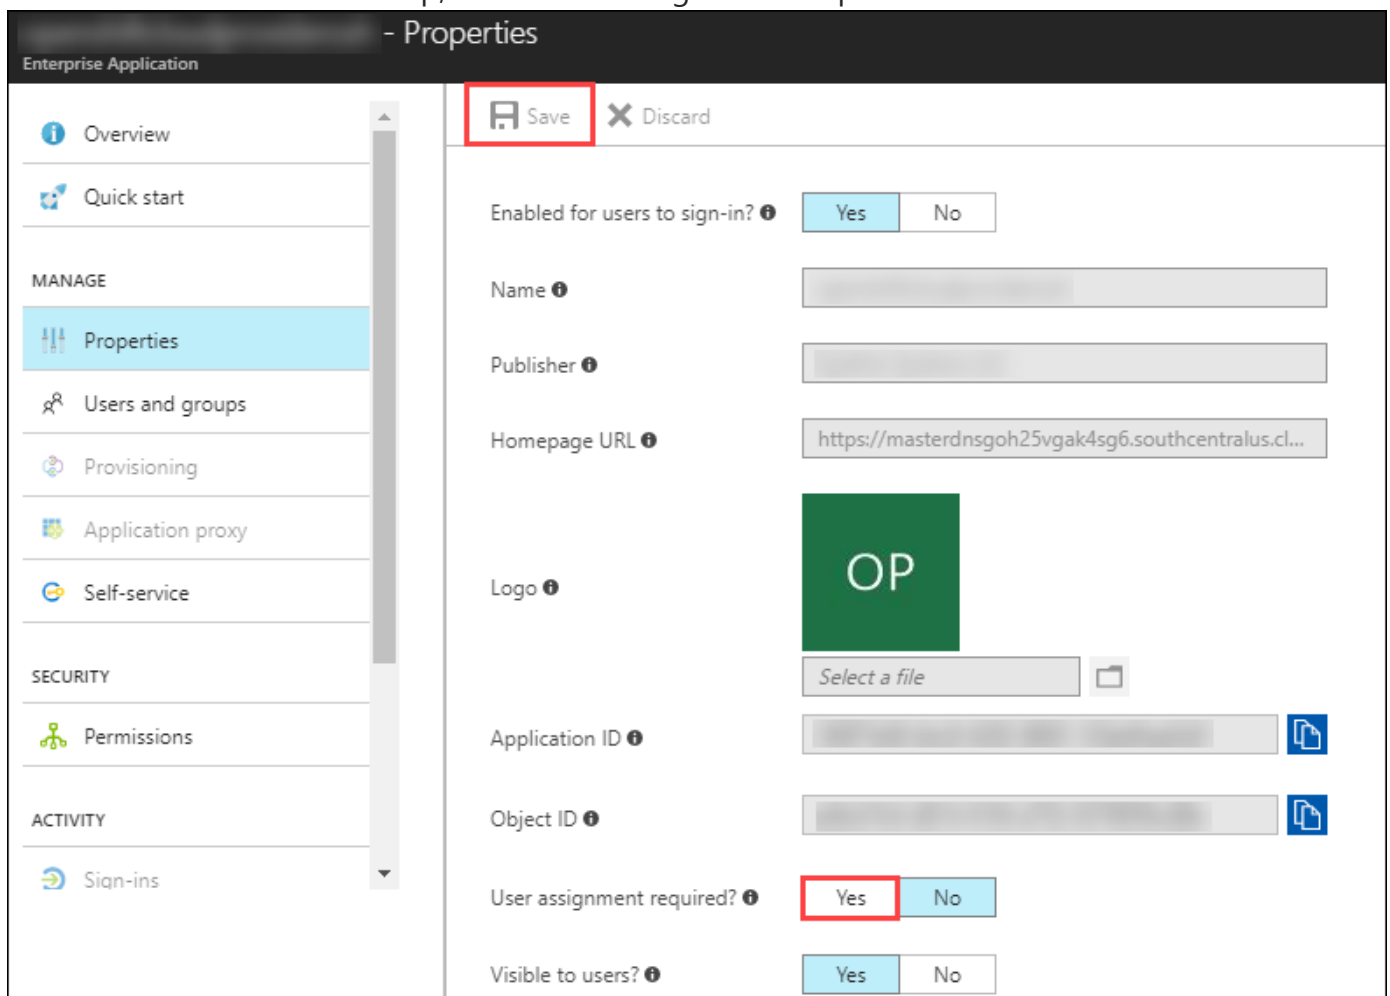 - Properties
Enterprise Application
Overview
Quick start
MANAGE
Properties
Users and groups
Provisioning
Application proxy
Self-service
SECURITY
Permissions
ACTIVITY
Sign-ins
Save Discard
Enabled for users to sign-in? Yes No
Name
Publisher
Homepage URL https://masterdnsgoh25vgak4sg6.southcentralus.cl...
Logo OP
Select a file
Application ID
Object ID
User assignment required? Yes No
Visible to users? Yes No